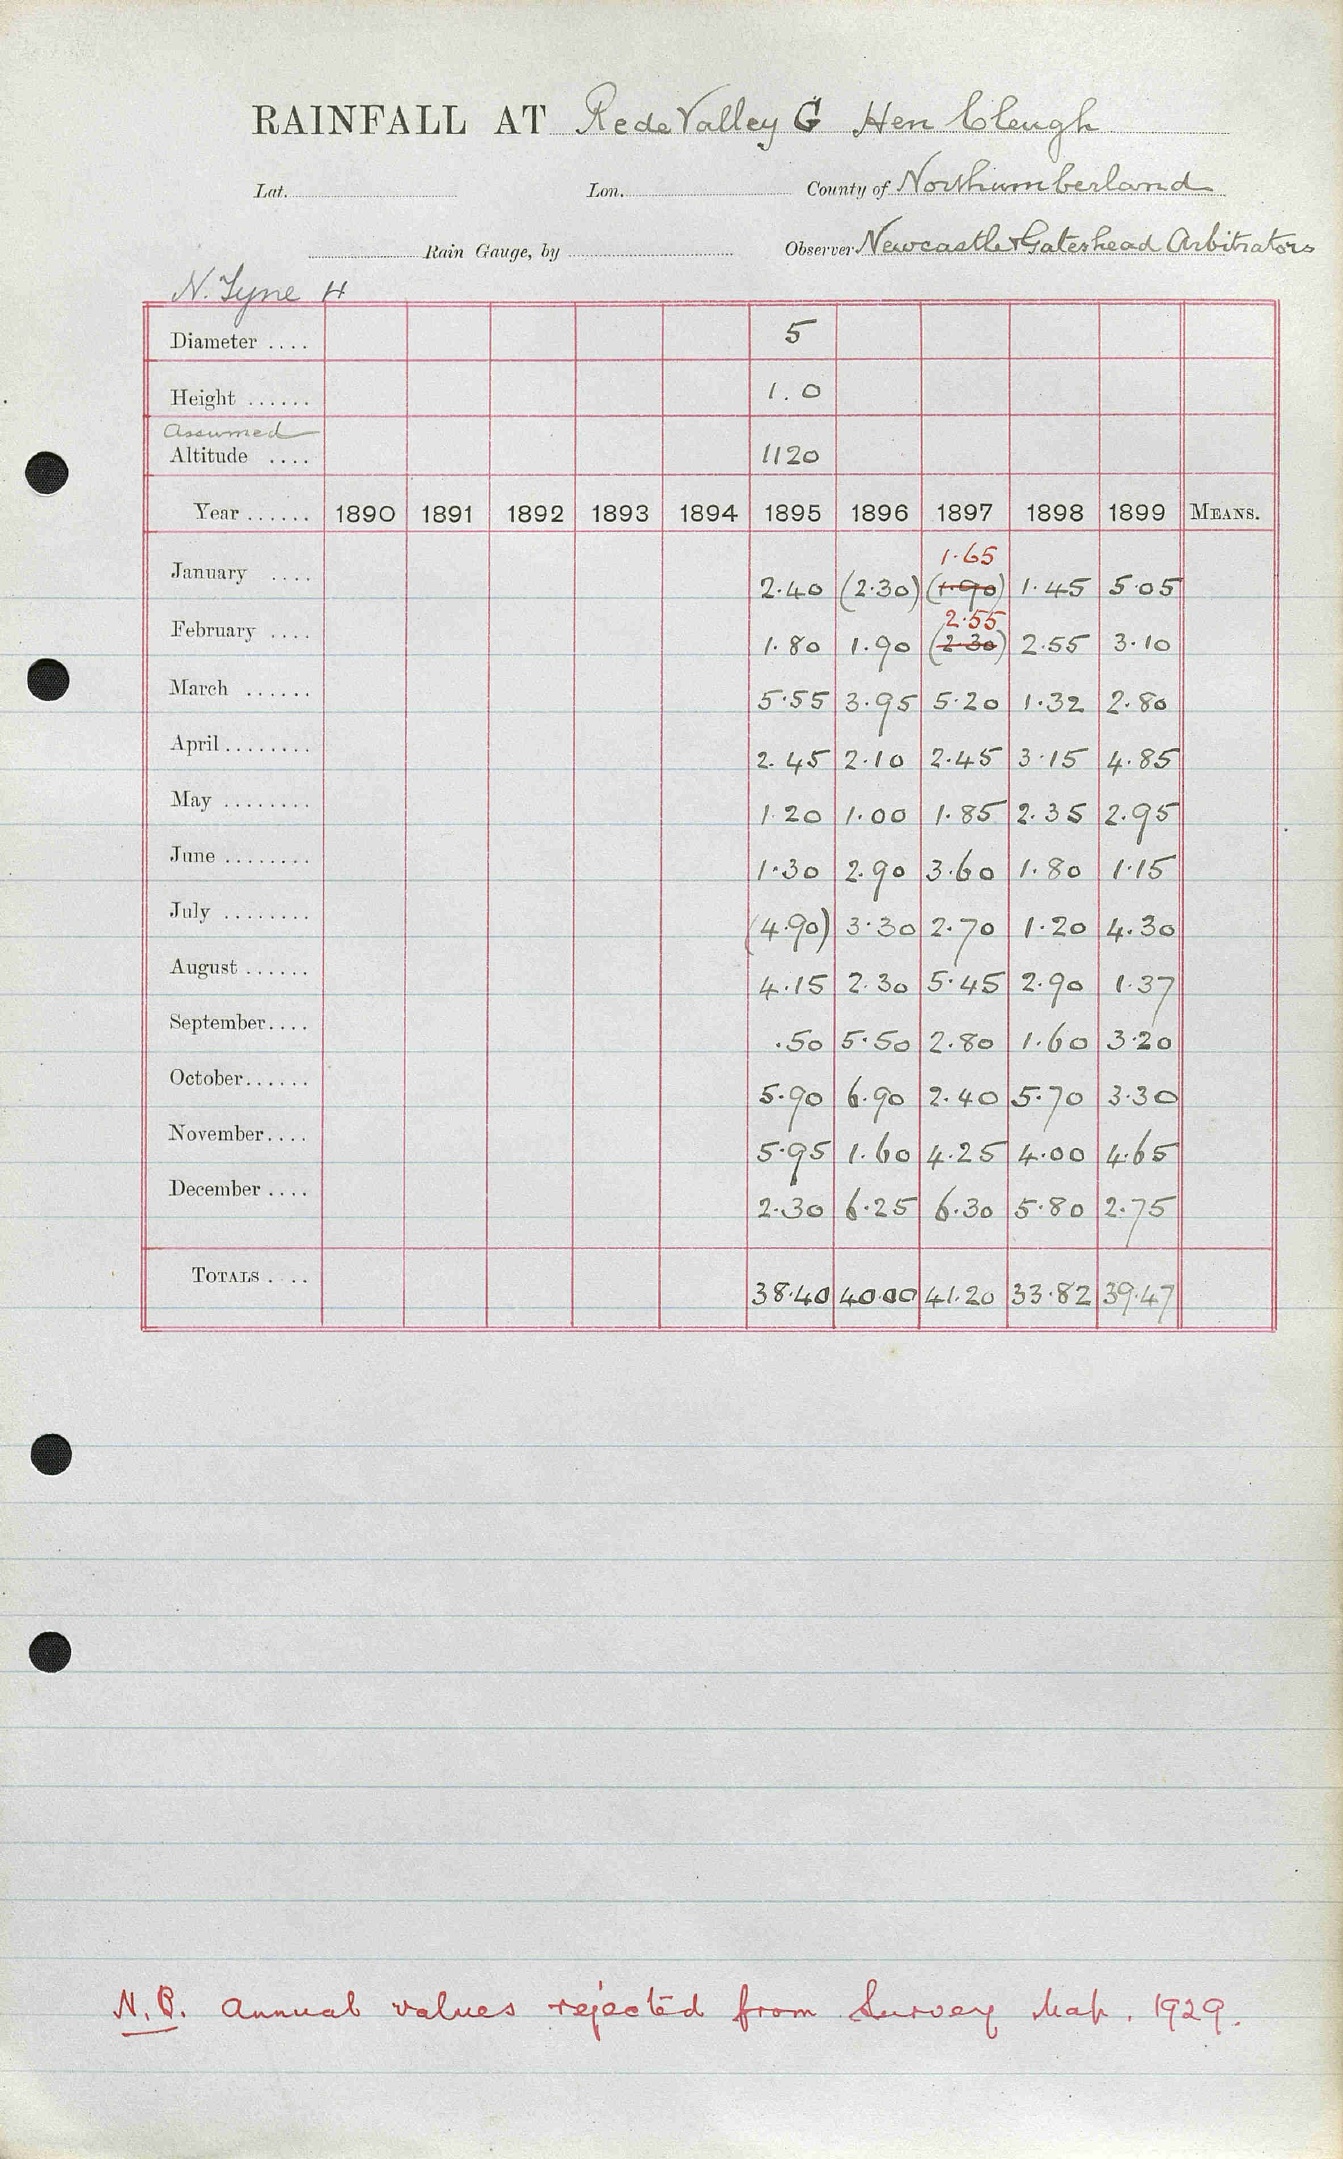 RAINFALL AT Rede Valley G Hen Cleugh
Lat. Lon. County of Northumberland
Rain Gauge, by Observer Newcastle & Gateshead Arbitrators
N. Tyne H
Diameter .... 5
Height ...... 1.0
Assumed
Altitude .... 1120
Year ...... 1890 1891 1892 1893 1894 1895 1896 1897 1898 1899 MEANS.
1.65
January .... 2.40 (2.30) (1.90) 1.45 5.05
2.55
February .... 1.80 1.90 (2.30) 2.55 3.10
March ...... 5.55 3.95 5.20 1.32 2.80
April ........ 2.45 2.10 2.45 3.15 4.85
May ........ 1.20 1.00 1.85 2.35 2.95
June ........ 1.30 2.90 3.60 1.80 1.15
July ........ (4.90) 3.30 2.70 1.20 4.30
August ...... 4.15 2.30 5.45 2.90 1.37
September.... .50 5.50 2.80 1.60 3.20
October...... 5.90 6.90 2.40 5.70 3.30
November.... 5.95 1.60 4.25 4.00 4.65
December .... 2.30 6.25 6.30 5.80 2.75
TOTALS .... 38.40 40.00 41.20 33.82 39.47
N.B. Annual values rejected from Survey Map. 1929.